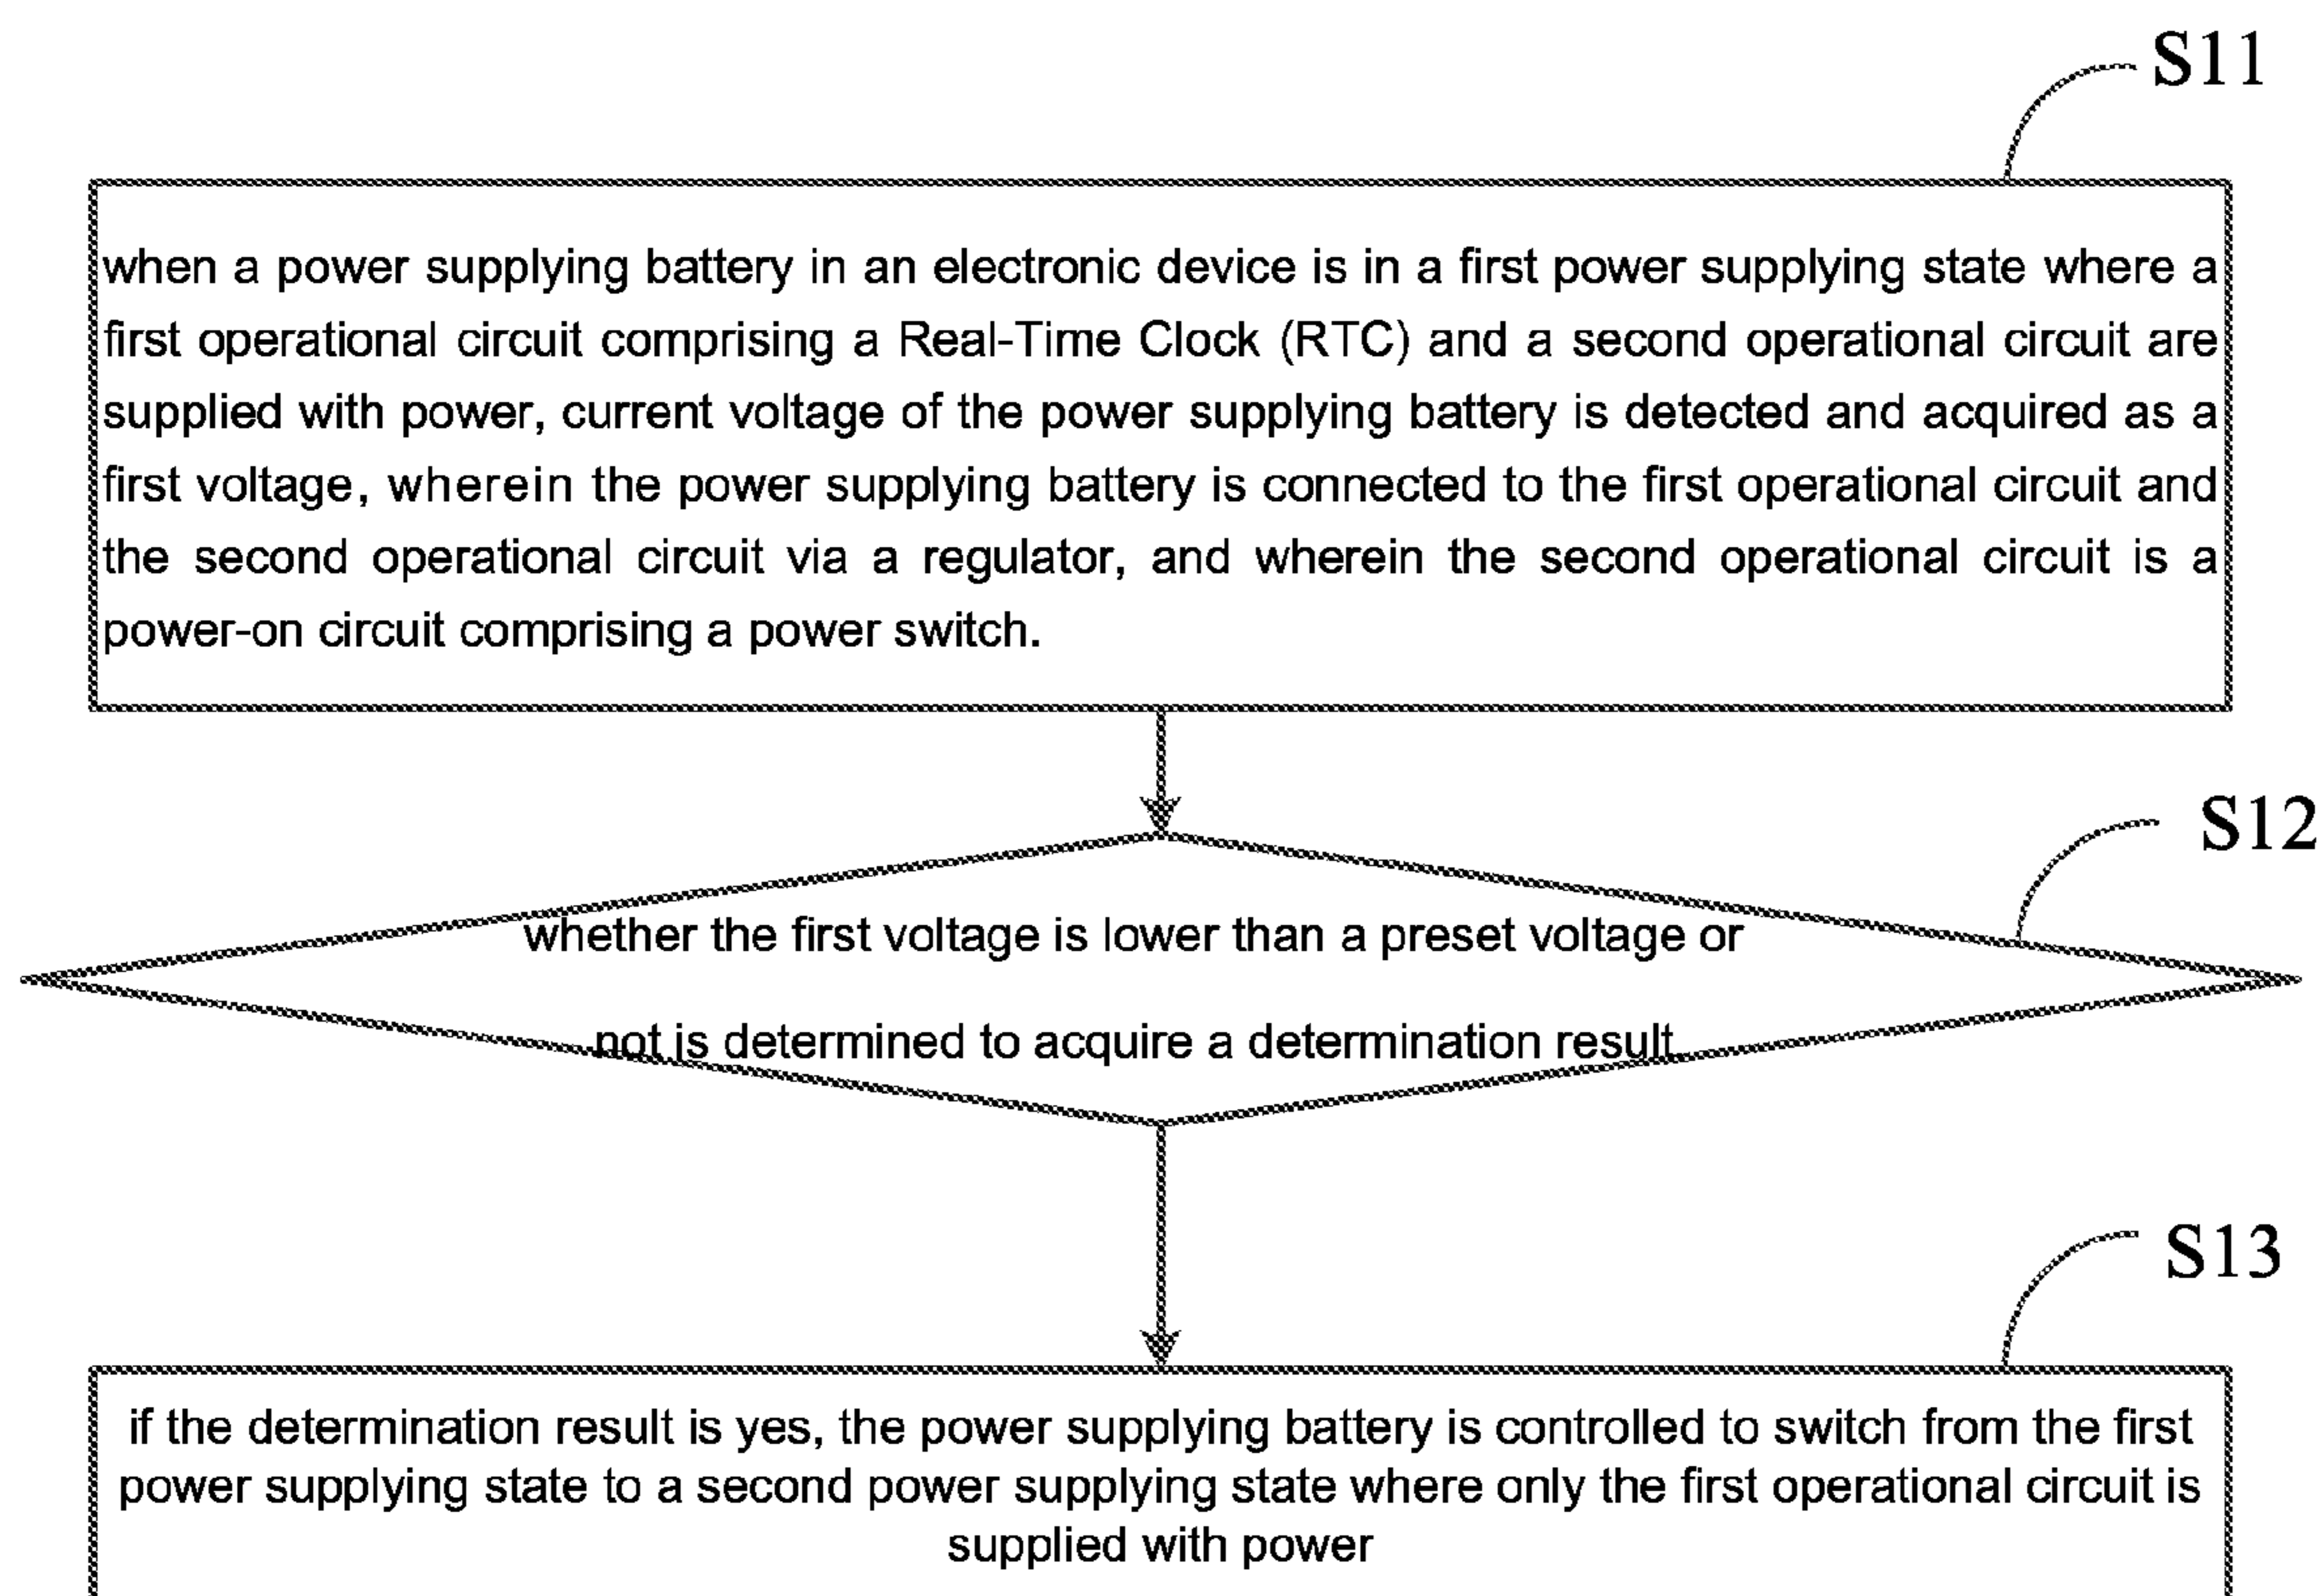 S11
when a power supplying battery in an electronic device is in a first power supplying state where a
first operational circuit comprising a Real-Time Clock (RTC) and a second operational circuit are
supplied with power, current voltage of the power supplying battery is detected and acquired as a
first voltage, wherein the power supplying battery is connected to the first operational circuit and
the second operational circuit via a regulator, and wherein the second operational circuit is a
power-on circuit comprising a power switch.
S12
whether the first voltage is lower than a preset voltage or
not is determined to acquire a determination result
S13
if the determination result is yes, the power supplying battery is controlled to switch from the first
power supplying state to a second power supplying state where only the first operational circuit is
supplied with power